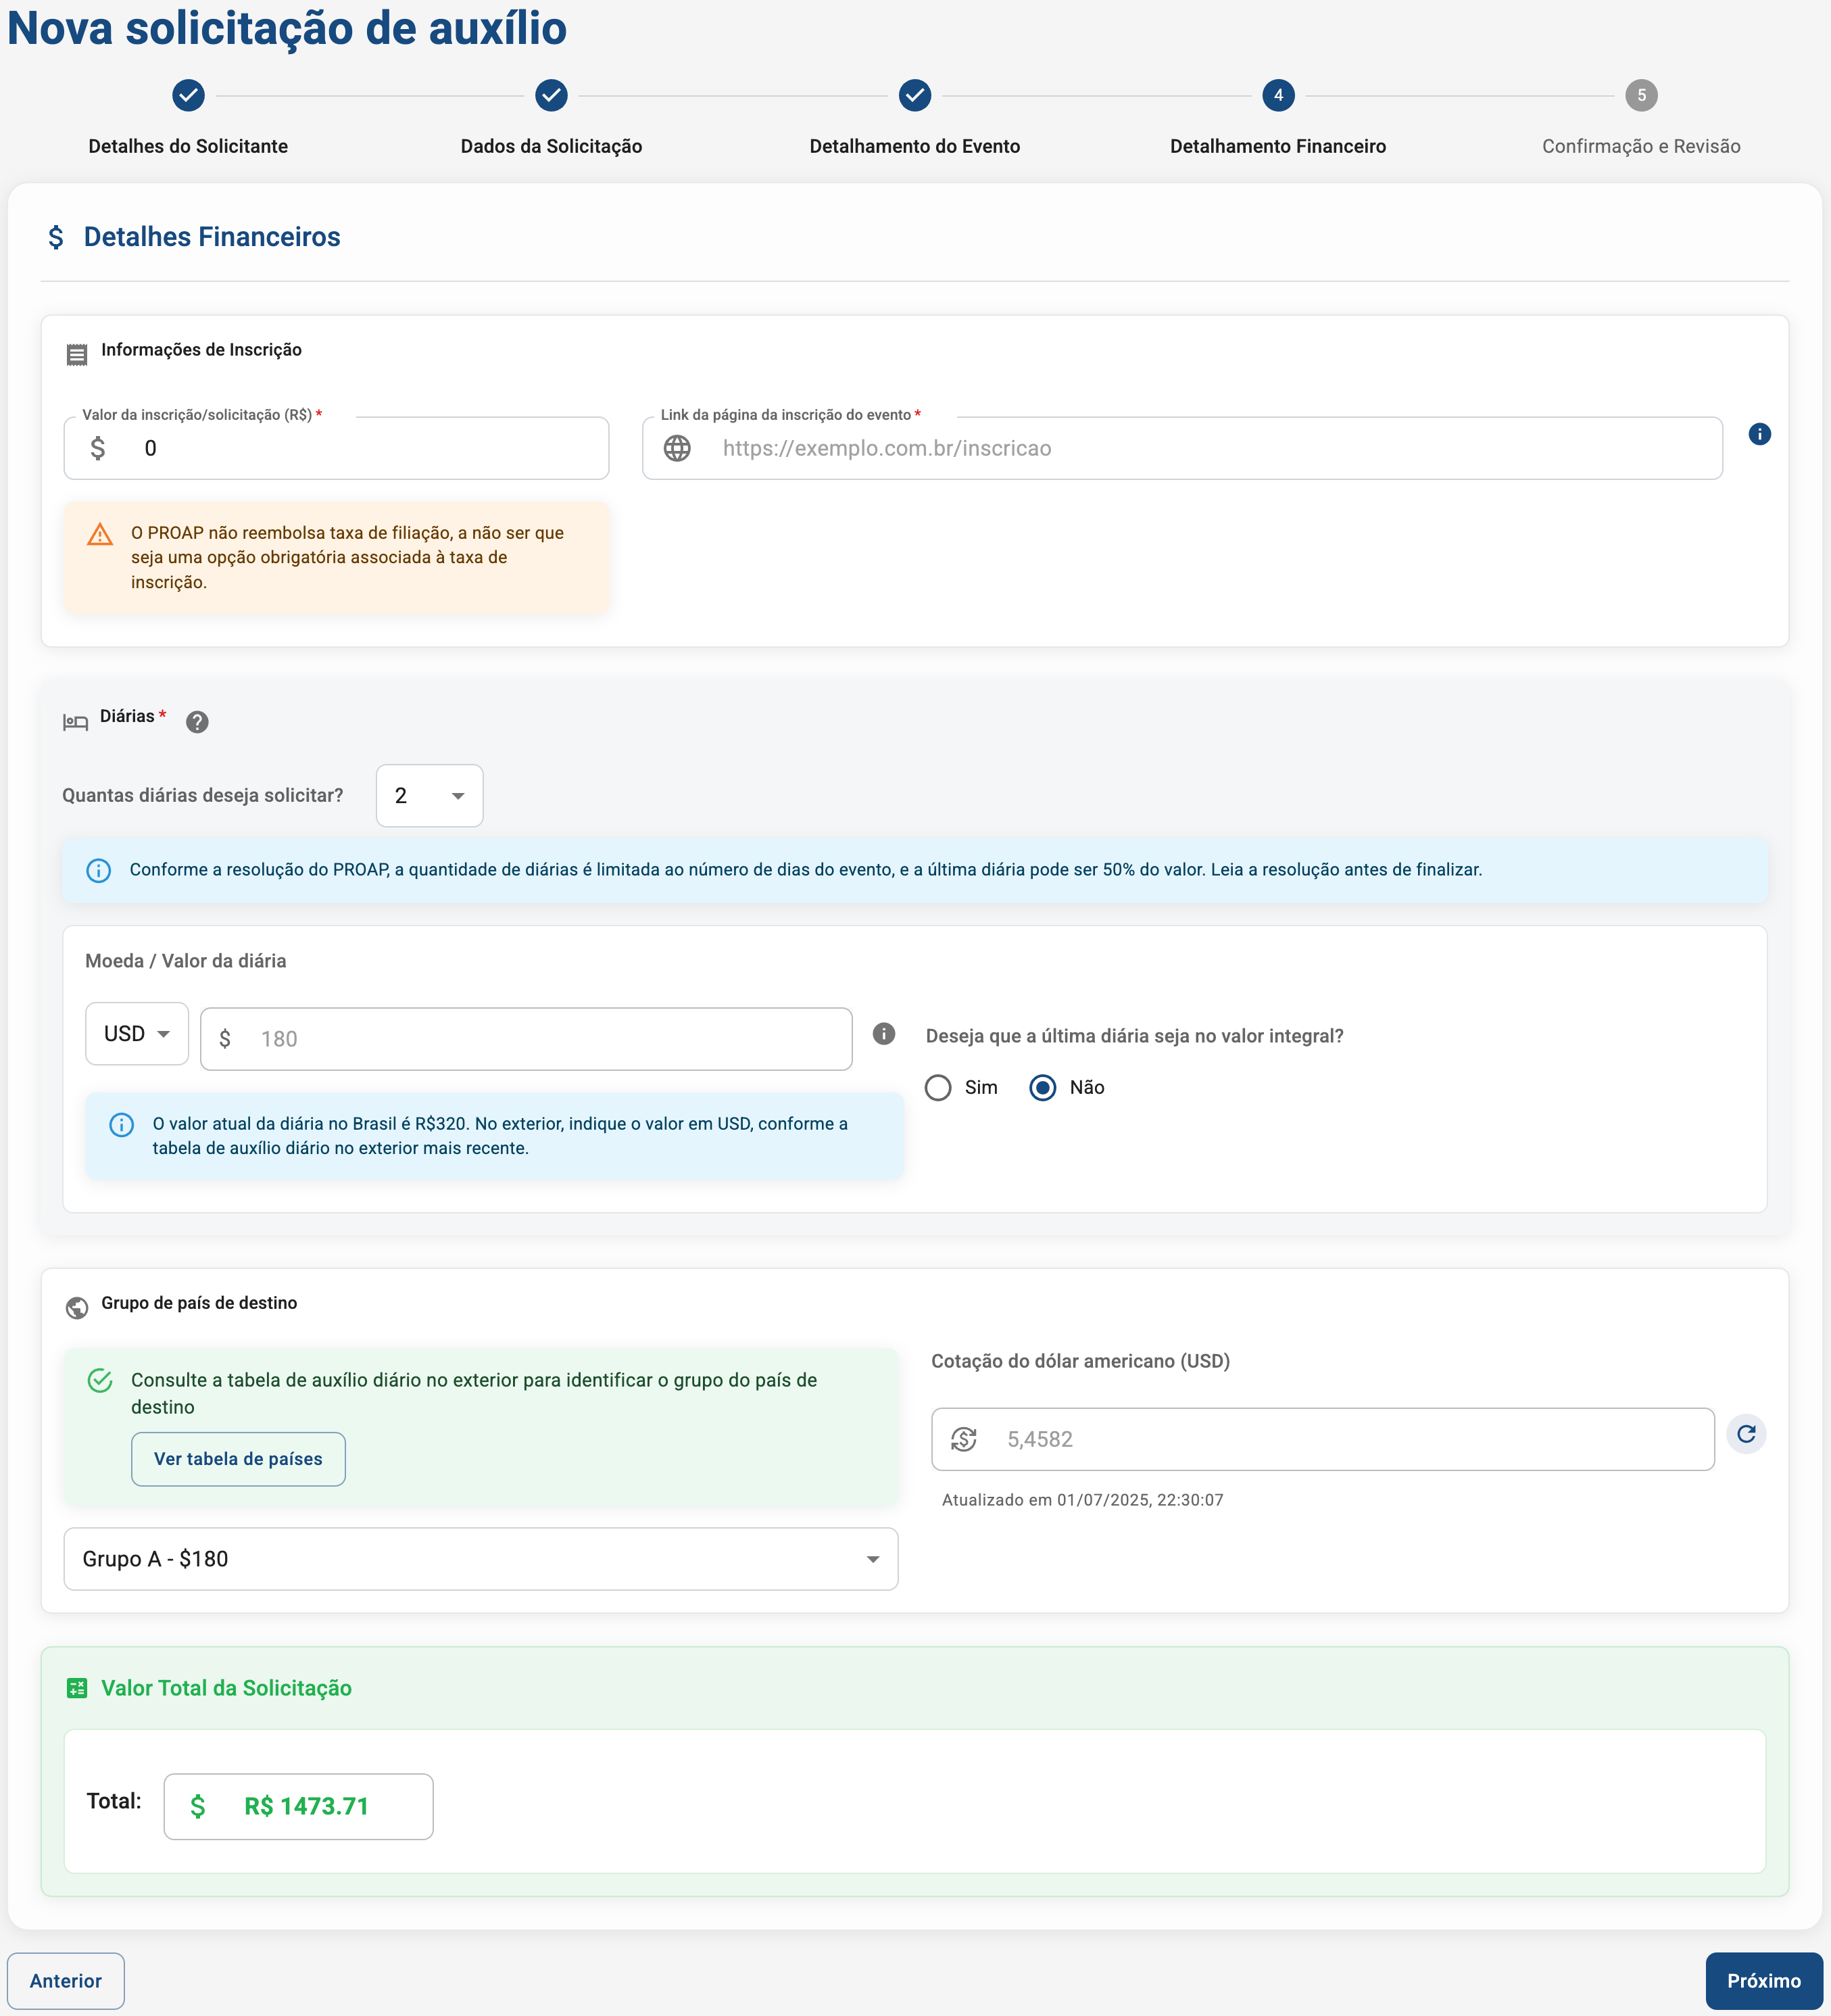 Nova solicitação de auxílio
4
5
Detalhes do Solicitante
Dados da Solicitação
Detalhamento do Evento
Detalhamento Financeiro
Confirmação e Revisão
$ Detalhes Financeiros
Informações de Inscrição
Valor da inscrição/solicitação (R$) *
$ 0
Link da página da inscrição do evento *
https://exemplo.com.br/inscricao
O PROAP não reembolsa taxa de filiação, a não ser que
seja uma opção obrigatória associada à taxa de
inscrição.
Diárias *
Quantas diárias deseja solicitar?
2
Conforme a resolução do PROAP, a quantidade de diárias é limitada ao número de dias do evento, e a última diária pode ser 50% do valor. Leia a resolução antes de finalizar.
Moeda / Valor da diária
USD
$ 180
Deseja que a última diária seja no valor integral?
Sim
Não
O valor atual da diária no Brasil é R$320. No exterior, indique o valor em USD, conforme a
tabela de auxílio diário no exterior mais recente.
Grupo de país de destino
Consulte a tabela de auxílio diário no exterior para identificar o grupo do país de
destino
Ver tabela de países
Grupo A - $180
Cotação do dólar americano (USD)
5,4582
Atualizado em 01/07/2025, 22:30:07
Valor Total da Solicitação
Total:
$ R$ 1473.71
Anterior
Próximo